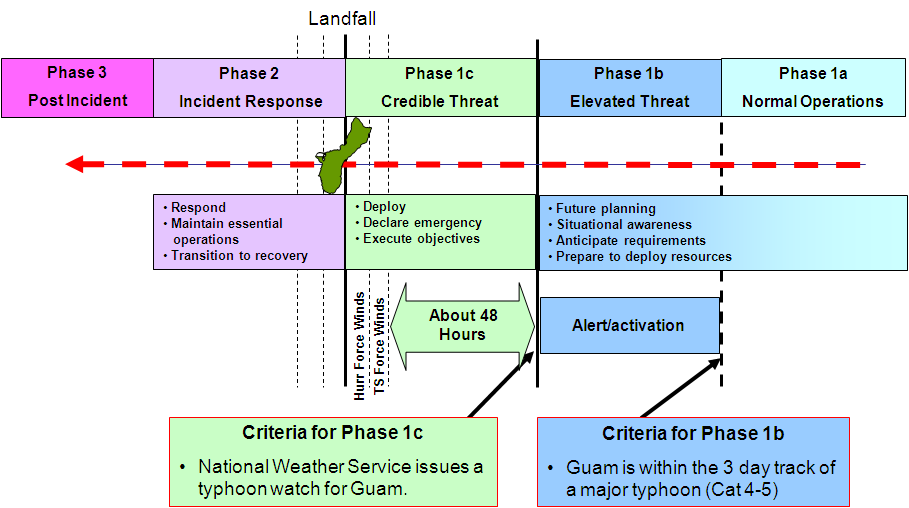 Landfall
Phase 3
Post Incident
Phase 2
Incident Response
Phase 1c
Credible Threat
Phase 1b
Elevated Threat
Phase 1a
Normal Operations
• Respond
• Maintain essential
operations
• Transition to recovery
• Deploy
• Declare emergency
• Execute objectives
• Future planning
• Situational awareness
• Anticipate requirements
• Prepare to deploy resources
Hurr Force Winds
TS Force Winds
About 48
Hours
Alert/activation
Criteria for Phase 1c
• National Weather Service issues a
typhoon watch for Guam.
Criteria for Phase 1b
• Guam is within the 3 day track of
a major typhoon (Cat 4-5)